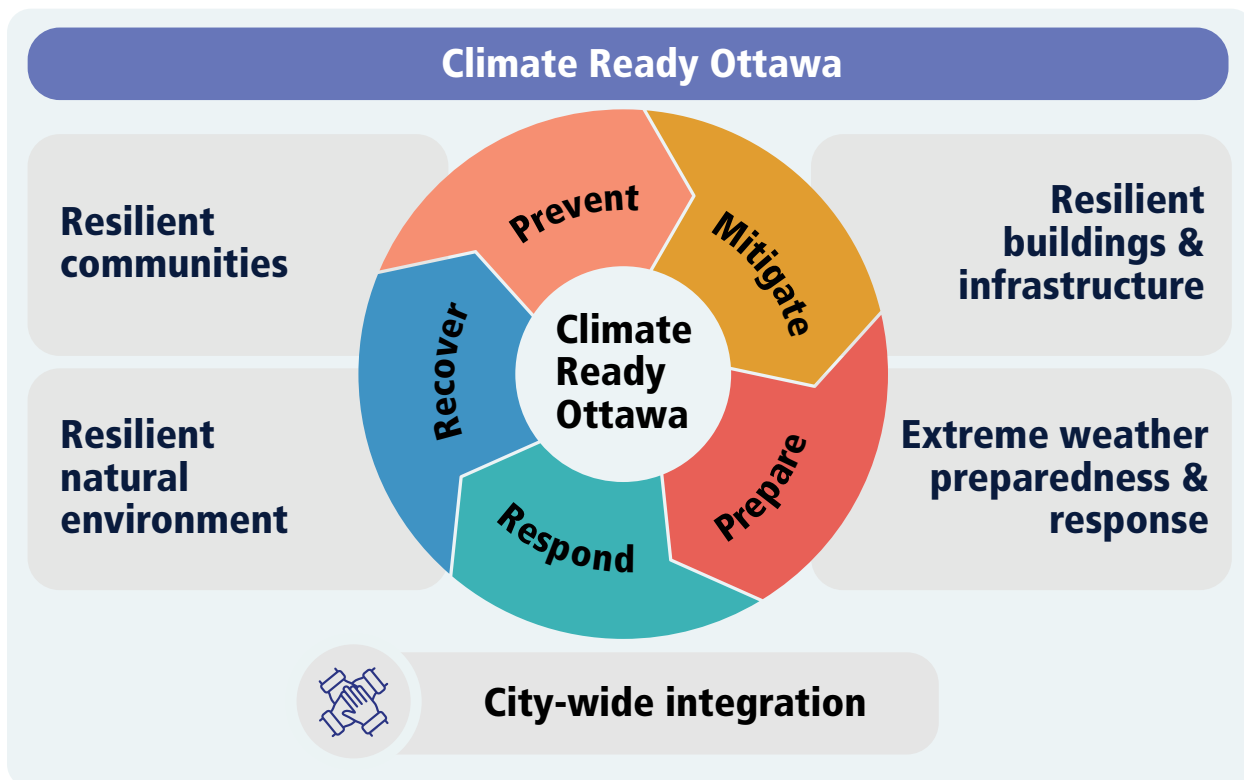 Climate Ready Ottawa
Resilient
communities
Resilient
natural
environment
Prevent
Mitigate
Prepare
Respond
Recover
Climate
Ready
Ottawa
Resilient
buildings &
infrastructure
Extreme weather
preparedness &
response
City-wide integration